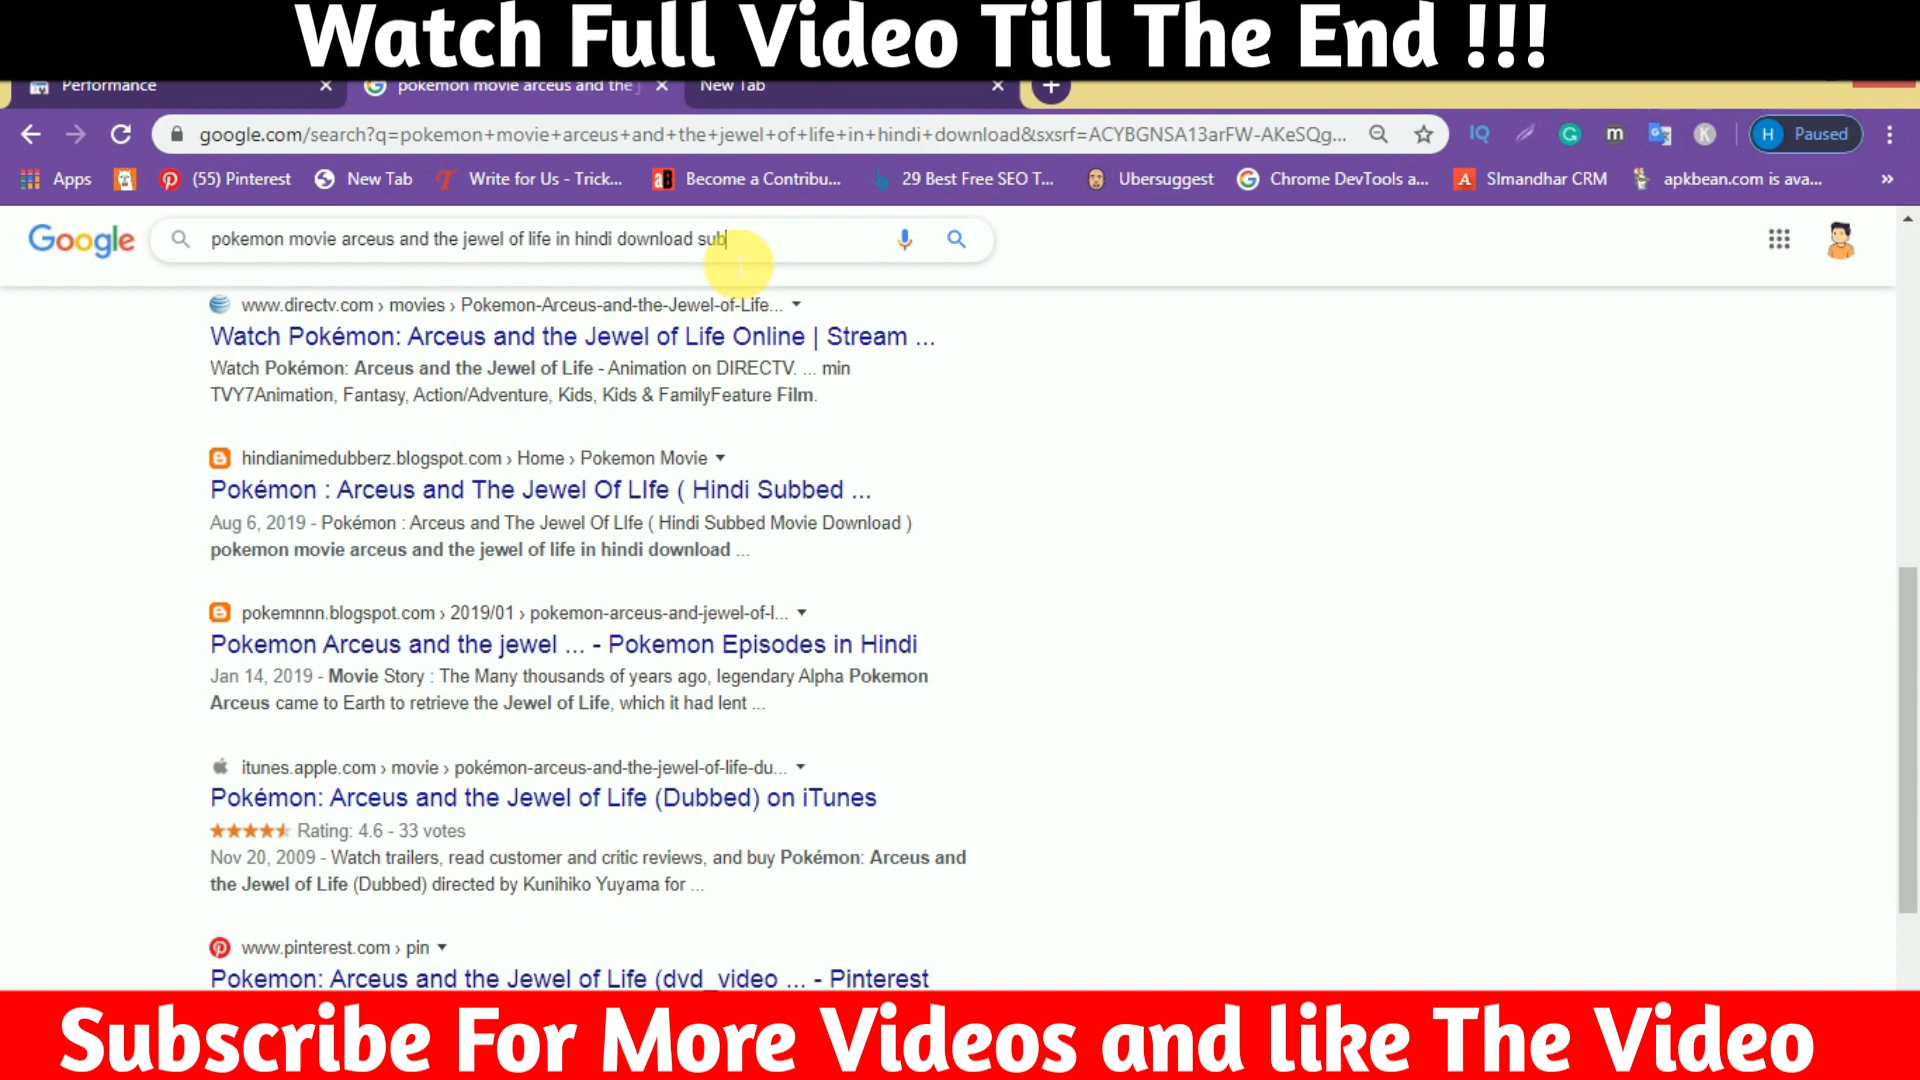 Watch Full Video Till The End !!!
Performance
pokemon movie arceus and the j
New Tab
google.com/search?q=pokemon+movie+arceus+and+the+jewel+of+life+in+hindi+download&sxsrf=ACYBGNSA13arFW-AKeSQg...
IQ
G
m
K
H Paused
Apps
(55) Pinterest
New Tab
Write for Us - Trick...
Become a Contribu...
29 Best Free SEO T...
Ubersuggest
Chrome DevTools a...
SImandhar CRM
apkbean.com is ava...
»
Google
pokemon movie arceus and the jewel of life in hindi download sub
www.directv.com › movies › Pokemon-Arceus-and-the-Jewel-of-Life...
Watch Pokémon: Arceus and the Jewel of Life Online | Stream ...
Watch Pokémon: Arceus and the Jewel of Life - Animation on DIRECTV. ... min
TVY7Animation, Fantasy, Action/Adventure, Kids, Kids & FamilyFeature Film.
hindianimedubberz.blogspot.com › Home › Pokemon Movie
Pokémon : Arceus and The Jewel Of LIfe ( Hindi Subbed ...
Aug 6, 2019 - Pokémon : Arceus and The Jewel Of LIfe ( Hindi Subbed Movie Download )
pokemon movie arceus and the jewel of life in hindi download ...
pokemnnn.blogspot.com › 2019/01 › pokemon-arceus-and-jewel-of-l...
Pokemon Arceus and the jewel ... - Pokemon Episodes in Hindi
Jan 14, 2019 - Movie Story : The Many thousands of years ago, legendary Alpha Pokemon
Arceus came to Earth to retrieve the Jewel of Life, which it had lent ...
itunes.apple.com › movie › pokémon-arceus-and-the-jewel-of-life-du...
Pokémon: Arceus and the Jewel of Life (Dubbed) on iTunes
Rating: 4.6 - 33 votes
Nov 20, 2009 - Watch trailers, read customer and critic reviews, and buy Pokémon: Arceus and
the Jewel of Life (Dubbed) directed by Kunihiko Yuyama for ...
www.pinterest.com › pin
Pokemon: Arceus and the Jewel of Life (dvd_video ... - Pinterest
Subscribe For More Videos and like The Video